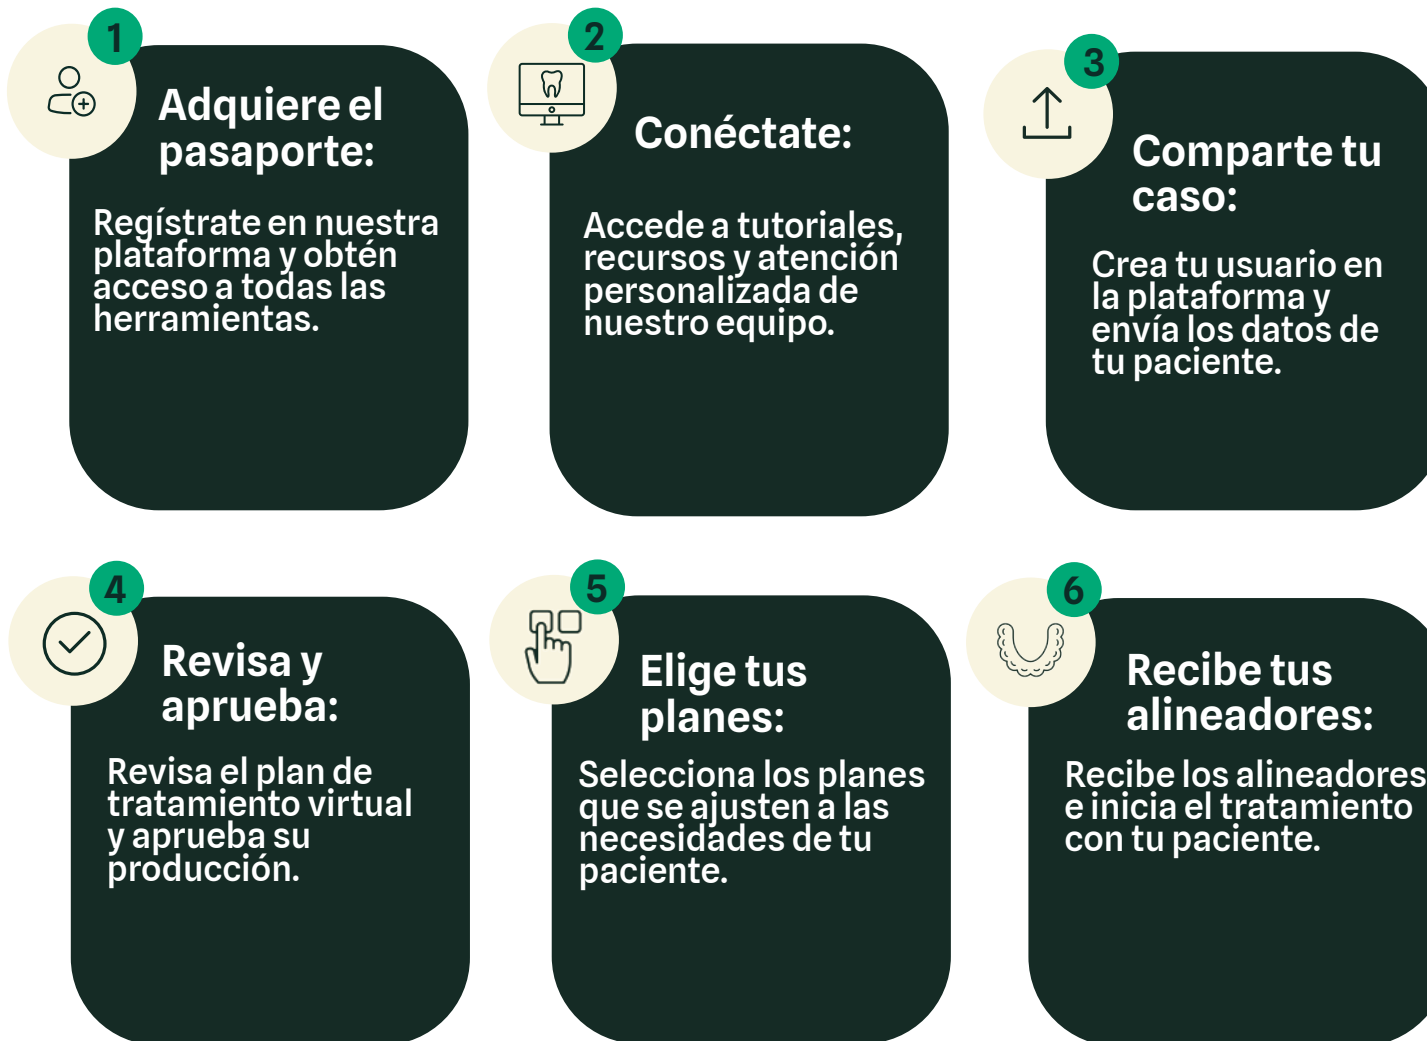 1
Adquiere el
pasaporte:
Regístrate en nuestra
plataforma y obtén
acceso a todas las
herramientas.
2
Conéctate:
Accede a tutoriales,
recursos y atención
personalizada de
nuestro equipo.
3
Comparte tu
caso:
Crea tu usuario en
la plataforma y
envía los datos de
tu paciente.
4
Revisa y
aprueba:
Revisa el plan de
tratamiento virtual
y aprueba su
producción.
5
Elige tus
planes:
Selecciona los planes
que se ajusten a las
necesidades de tu
paciente.
6
Recibe tus
alineadores:
Recibe los alineadores
e inicia el tratamiento
con tu paciente.